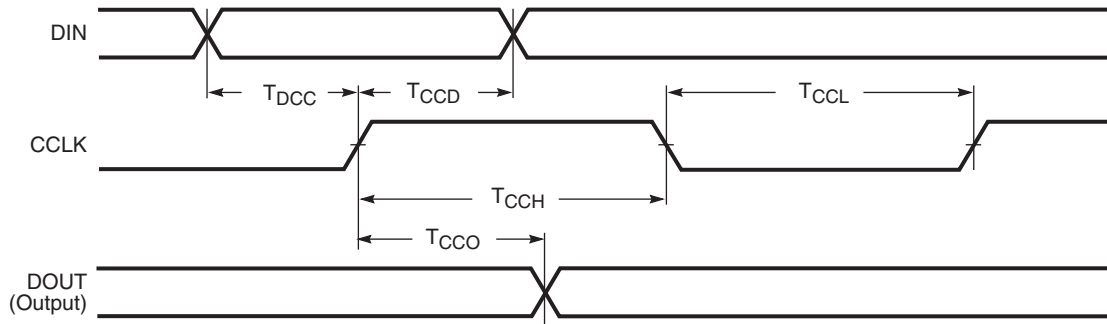 DIN
TDCC
TCCD
TCCL
CCLK
TCCH
TCCO
DOUT
(Output)